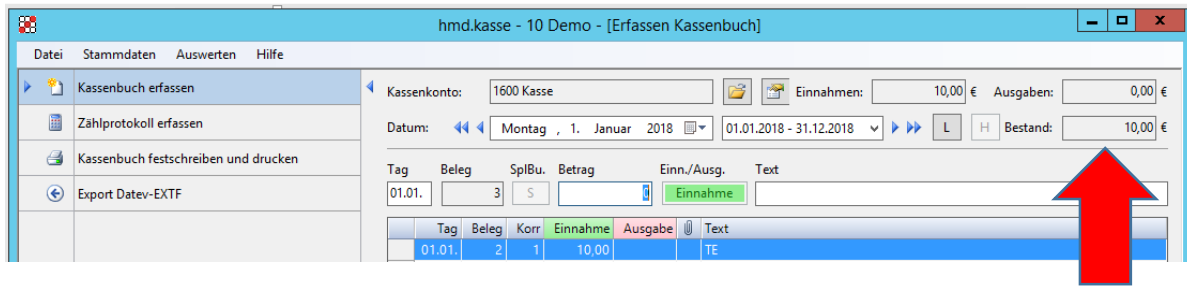 hmd.kasse - 10 Demo - [Erfassen Kassenbuch]
Datei Stammdaten Auswerten Hilfe
Kassenbuch erfassen
Zählprotokoll erfassen
Kassenbuch festschreiben und drucken
Export Datev-EXTF
Kassenkonto: 1600 Kasse Einnahmen: 10,00 € Ausgaben: 0,00 €
Datum: Montag , 1. Januar 2018 01.01.2018 - 31.12.2018 L H Bestand: 10,00 €
Tag Beleg SplBu. Betrag Einn./Ausg. Text
01.01. 3 S 0 Einnahme
Tag Beleg Korr Einnahme Ausgabe Text
01.01. 2 1 10,00 TE